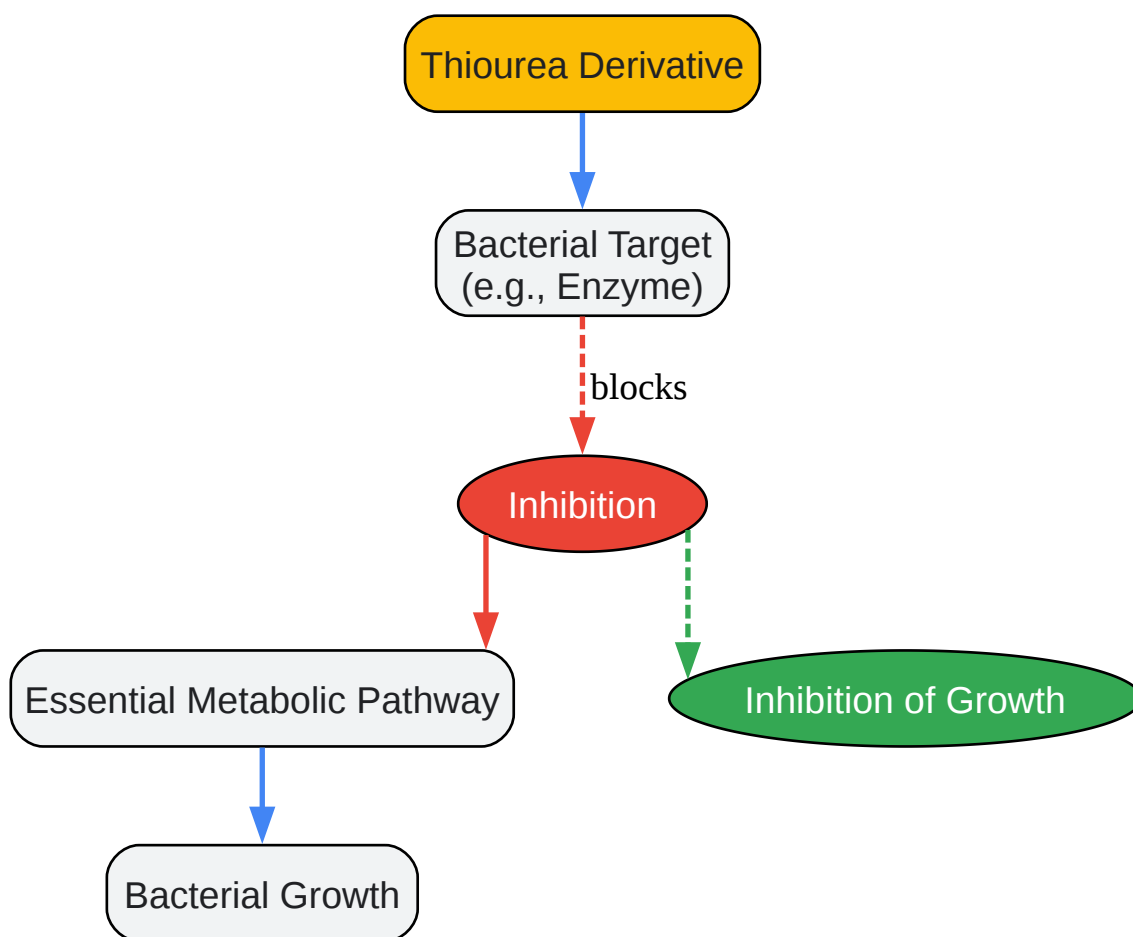 Thiourea Derivative
Bacterial Target
(e.g., Enzyme)
blocks
Inhibition
Essential Metabolic Pathway
Inhibition of Growth
Bacterial Growth